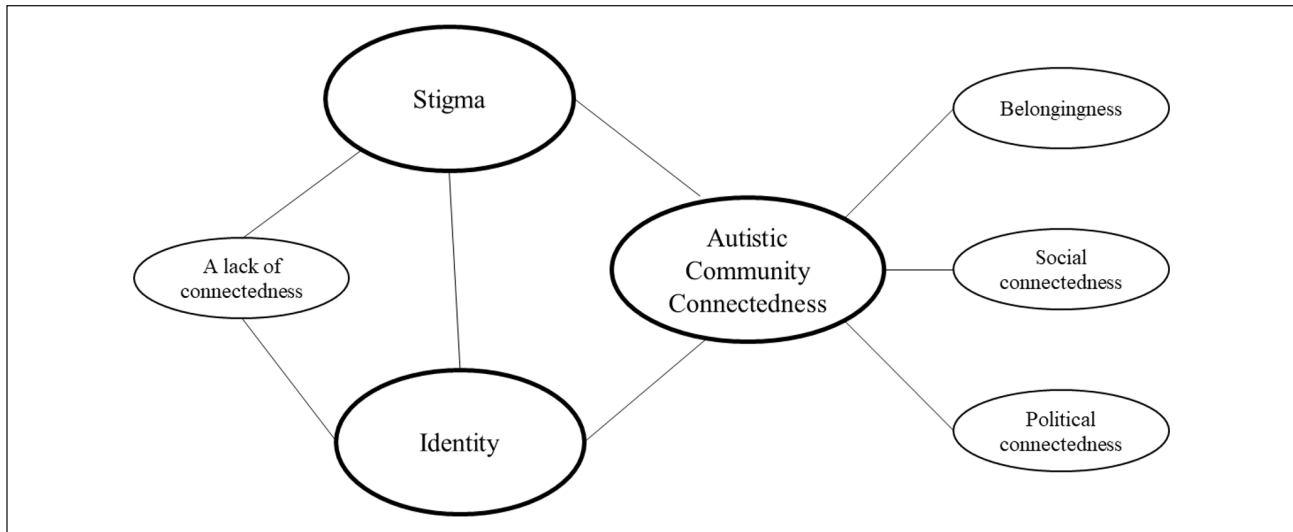 Stigma
Belongingness
Autistic
Community
Connectedness
Social
connectedness
A lack of
connectedness
Identity
Political
connectedness